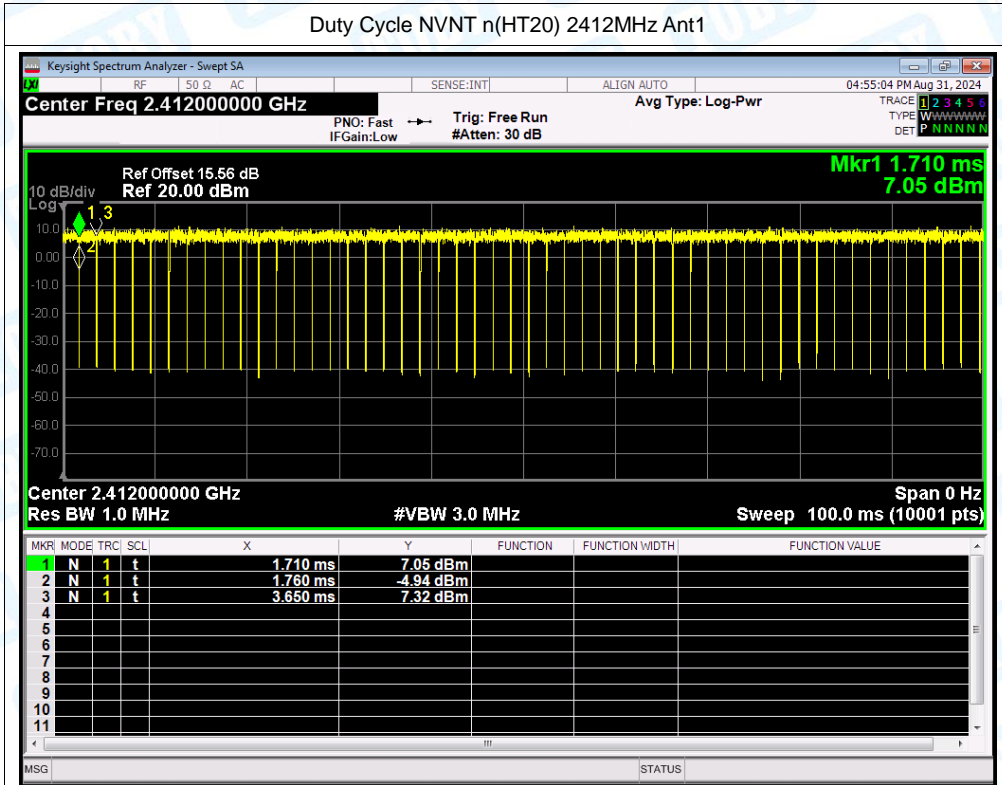 Duty Cycle NVNT n(HT20) 2412MHz Ant1
Keysight Spectrum Analyzer - Swept SA
LXI RF 50 Ω AC SENSE:INT ALIGN AUTO 04:55:04 PM Aug 31, 2024
Center Freq 2.412000000 GHz Avg Type: Log-Pwr TRACE 1 2 3 4 5 6
PNO: Fast Trig: Free Run TYPE WWWWWW
IFGain:Low #Atten: 30 dB DET P N N N N N
Mkr1 1.710 ms
Ref Offset 15.56 dB
10 dB/div Ref 20.00 dBm 7.05 dBm
Log
1 3
10.0
2
0.00
-10.0
-20.0
-30.0
-40.0
-50.0
-60.0
-70.0
Center 2.412000000 GHz Span 0 Hz
Res BW 1.0 MHz #VBW 3.0 MHz Sweep 100.0 ms (10001 pts)
MKR MODE TRC SCL X Y FUNCTION FUNCTION WIDTH FUNCTION VALUE
1 N 1 t 1.710 ms 7.05 dBm
2 N 1 t 1.760 ms -4.94 dBm
3 N 1 t 3.650 ms 7.32 dBm
4
5
6
7
8
9
10
11
MSG STATUS